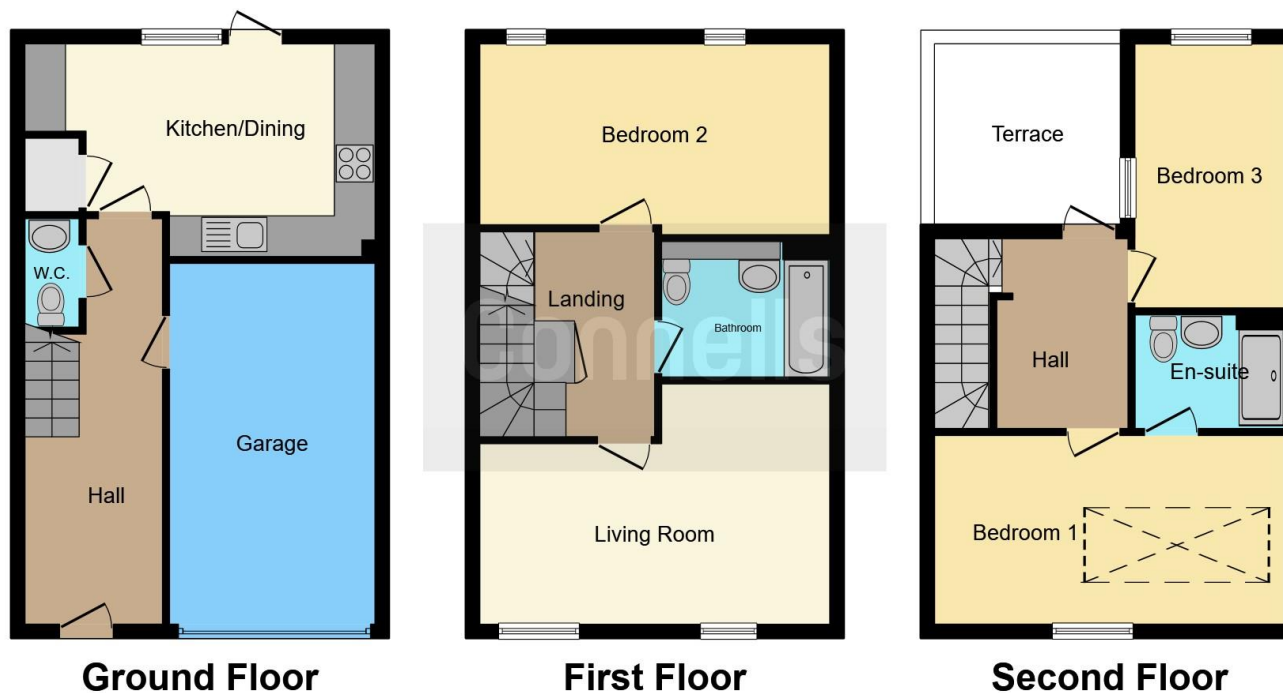 Kitchen/Dining
W.C.
Garage
Hall
Ground Floor
Bedroom 2
Landing
Bathroom
Connells
Living Room
First Floor
Terrace
Bedroom 3
Hall
En-suite
Bedroom 1
Second Floor